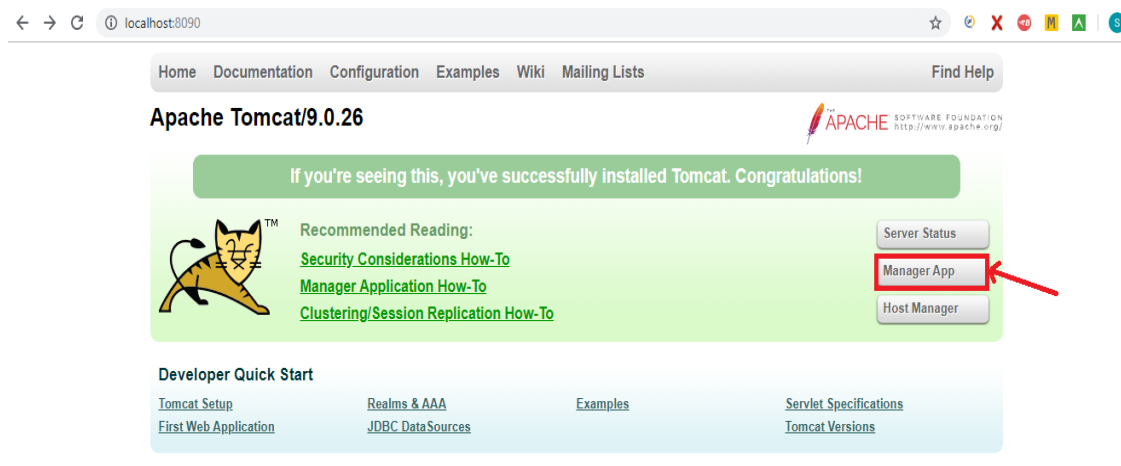 localhost:8090
Home Documentation Configuration Examples Wiki Mailing Lists Find Help
Apache Tomcat/9.0.26
THE
APACHE SOFTWARE FOUNDATION
http://www.apache.org/
If you're seeing this, you've successfully installed Tomcat. Congratulations!
TM
Recommended Reading:
Security Considerations How-To
Manager Application How-To
Clustering/Session Replication How-To
Server Status
Manager App
Host Manager
Developer Quick Start
Tomcat Setup Realms & AAA Examples Servlet Specifications
First Web Application JDBC DataSources Tomcat Versions